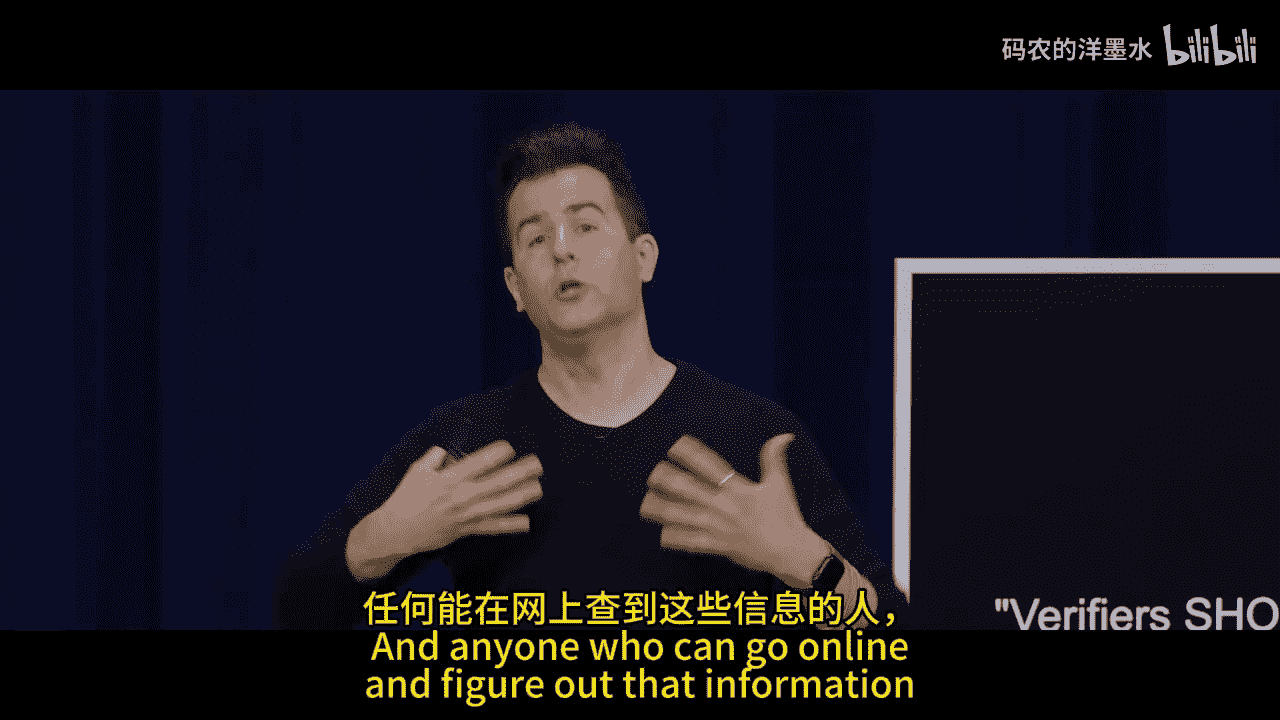 码农的洋墨水 bilibili
"Verifiers SHO
任何能在网上查到这些信息的人，
And anyone who can go online
and figure out that information